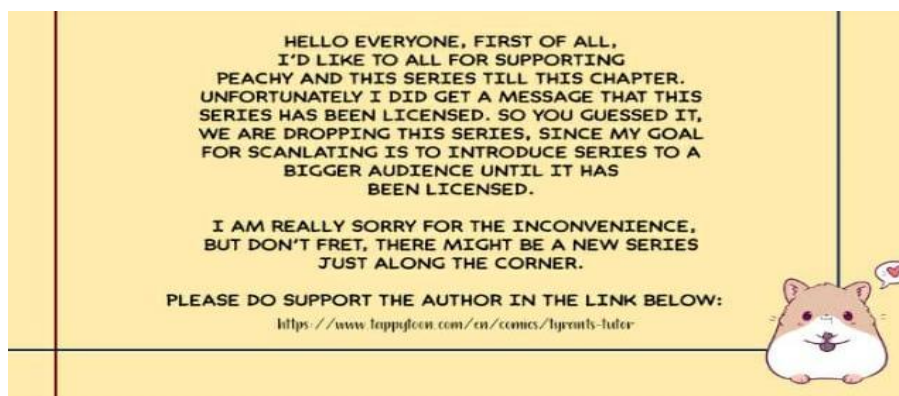 HELLO EVERYONE, FIRST OF ALL,
I'D LIKE TO ALL FOR SUPPORTING
PEACHY AND THIS SERIES TILL THIS CHAPTER.
UNFORTUNATELY I DID GET A MESSAGE THAT THIS
SERIES HAS BEEN LICENSED. SO YOU GUESSED IT,
WE ARE DROPPING THIS SERIES, SINCE MY GOAL
FOR SCANLATING IS TO INTRODUCE SERIES TO A
BIGGER AUDIENCE UNTIL IT HAS
BEEN LICENSED.
I AM REALLY SORRY FOR THE INCONVENIENCE,
BUT DON'T FRET, THERE MIGHT BE A NEW SERIES
JUST ALONG THE CORNER.
PLEASE DO SUPPORT THE AUTHOR IN THE LINK BELOW:
https://www.tappytoon.com/en/comics/tyrants-tutor